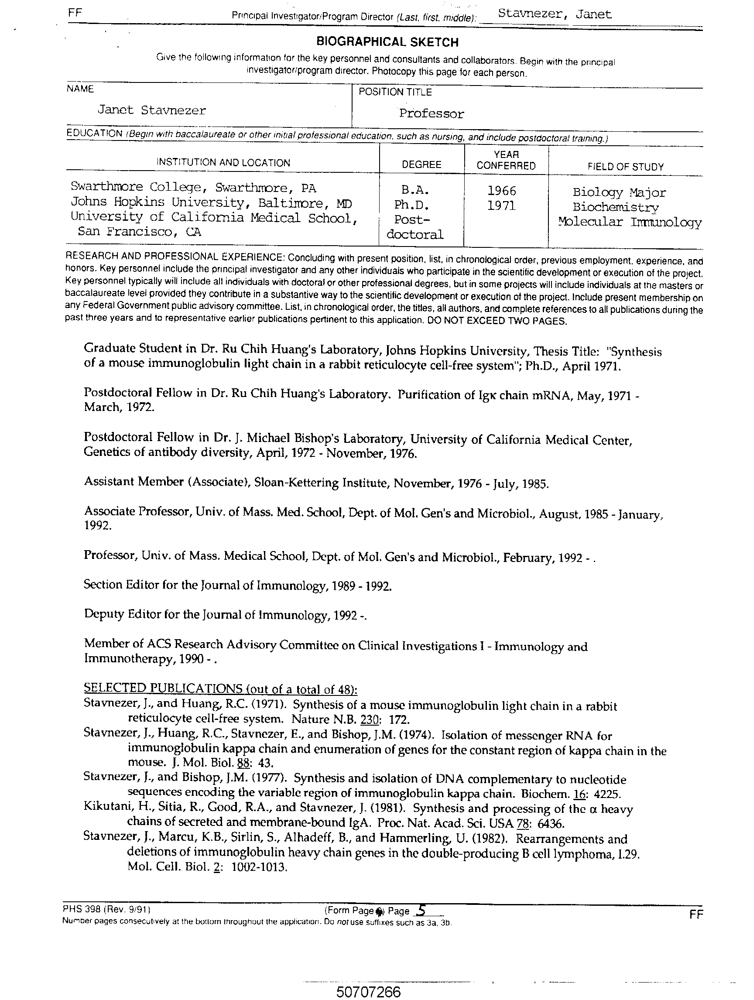 FF
Principal Investigator/Program Director (Last, first, middle): Stavnezer, Janet
BIOGRAPHICAL SKETCH
Give the following information for the key personnel and consultants and collaborators. Begin with the principal
investigator/program director. Photocopy this page for each person.
NAME
POSITION TITLE
Janet Stavnezer
Professor
EDUCATION (Begin with baccalaureate or other initial professional education, such as nursing, and include postdoctoral training.)
INSTITUTION AND LOCATION
DEGREE
YEAR
CONFERRED
FIELD OF STUDY
Swarthmore College, Swarthmore, PA B.A. 1966 Biology Major
Johns Hopkins University, Baltimore, MD Ph.D. 1971 Biochemistry
University of California Medical School, Post- Molecular Immunology
San Francisco, CA doctoral
RESEARCH AND PROFESSIONAL EXPERIENCE: Concluding with present position, list, in chronological order, previous employment, experience, and
honors. Key personnel include the principal investigator and any other individuals who participate in the scientific development or execution of the project.
Key personnel typically will include all individuals with doctoral or other professional degrees, but in some projects will include individuals at the masters or
baccalaureate level provided they contribute in a substantive way to the scientific development or execution of the project. Include present membership on
any Federal Government public advisory committee. List, in chronological order, the titles, all authors, and complete references to all publications during the
past three years and to representative earlier publications pertinent to this application. DO NOT EXCEED TWO PAGES.
Graduate Student in Dr. Ru Chih Huang's Laboratory, Johns Hopkins University, Thesis Title: "Synthesis
of a mouse immunoglobulin light chain in a rabbit reticulocyte cell-free system"; Ph.D., April 1971.
Postdoctoral Fellow in Dr. Ru Chih Huang's Laboratory. Purification of Igκ chain mRNA, May, 1971 -
March, 1972.
Postdoctoral Fellow in Dr. J. Michael Bishop's Laboratory, University of California Medical Center,
Genetics of antibody diversity, April, 1972 - November, 1976.
Assistant Member (Associate), Sloan-Kettering Institute, November, 1976 - July, 1985.
Associate Professor, Univ. of Mass. Med. School, Dept. of Mol. Gen's and Microbiol., August, 1985 - January,
1992.
Professor, Univ. of Mass. Medical School, Dept. of Mol. Gen's and Microbiol., February, 1992 - .
Section Editor for the Journal of Immunology, 1989 - 1992.
Deputy Editor for the Journal of Immunology, 1992 -.
Member of ACS Research Advisory Committee on Clinical Investigations I - Immunology and
Immunotherapy, 1990 - .
SELECTED PUBLICATIONS (out of a total of 48):
Stavnezer, J., and Huang, R.C. (1971). Synthesis of a mouse immunoglobulin light chain in a rabbit
reticulocyte cell-free system. Nature N.B. 230: 172.
Stavnezer, J., Huang, R.C., Stavnezer, E., and Bishop, J.M. (1974). Isolation of messenger RNA for
immunoglobulin kappa chain and enumeration of genes for the constant region of kappa chain in the
mouse. J. Mol. Biol. 88: 43.
Stavnezer, J., and Bishop, J.M. (1977). Synthesis and isolation of DNA complementary to nucleotide
sequences encoding the variable region of immunoglobulin kappa chain. Biochem. 16: 4225.
Kikutani, H., Sitia, R., Good, R.A., and Stavnezer, J. (1981). Synthesis and processing of the α heavy
chains of secreted and membrane-bound IgA. Proc. Nat. Acad. Sci. USA 78: 6436.
Stavnezer, J., Marcu, K.B., Sirlin, S., Alhadeff, B., and Hammerling, U. (1982). Rearrangements and
deletions of immunoglobulin heavy chain genes in the double-producing B cell lymphoma, I.29.
Mol. Cell. Biol. 2: 1002-1013.
PHS 398 (Rev. 9/91) (Form Page ) Page 5 FF
Number pages consecutively at the bottom throughout the application. Do not use suffixes such as 3a, 3b.
50707266